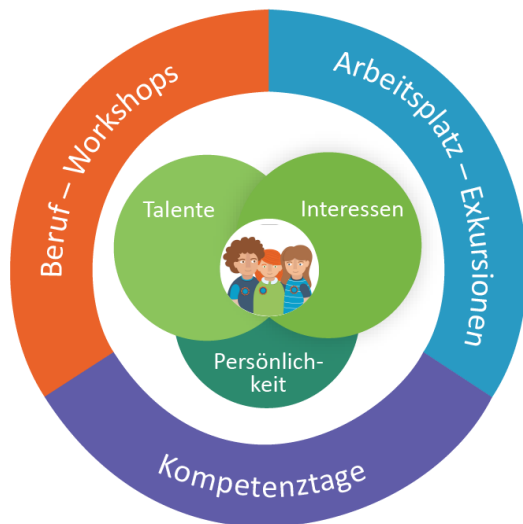 Beruf – Workshops
Arbeitsplatz – Exkursionen
Talente
Interessen
Persönlich-
keit
Kompetenztage